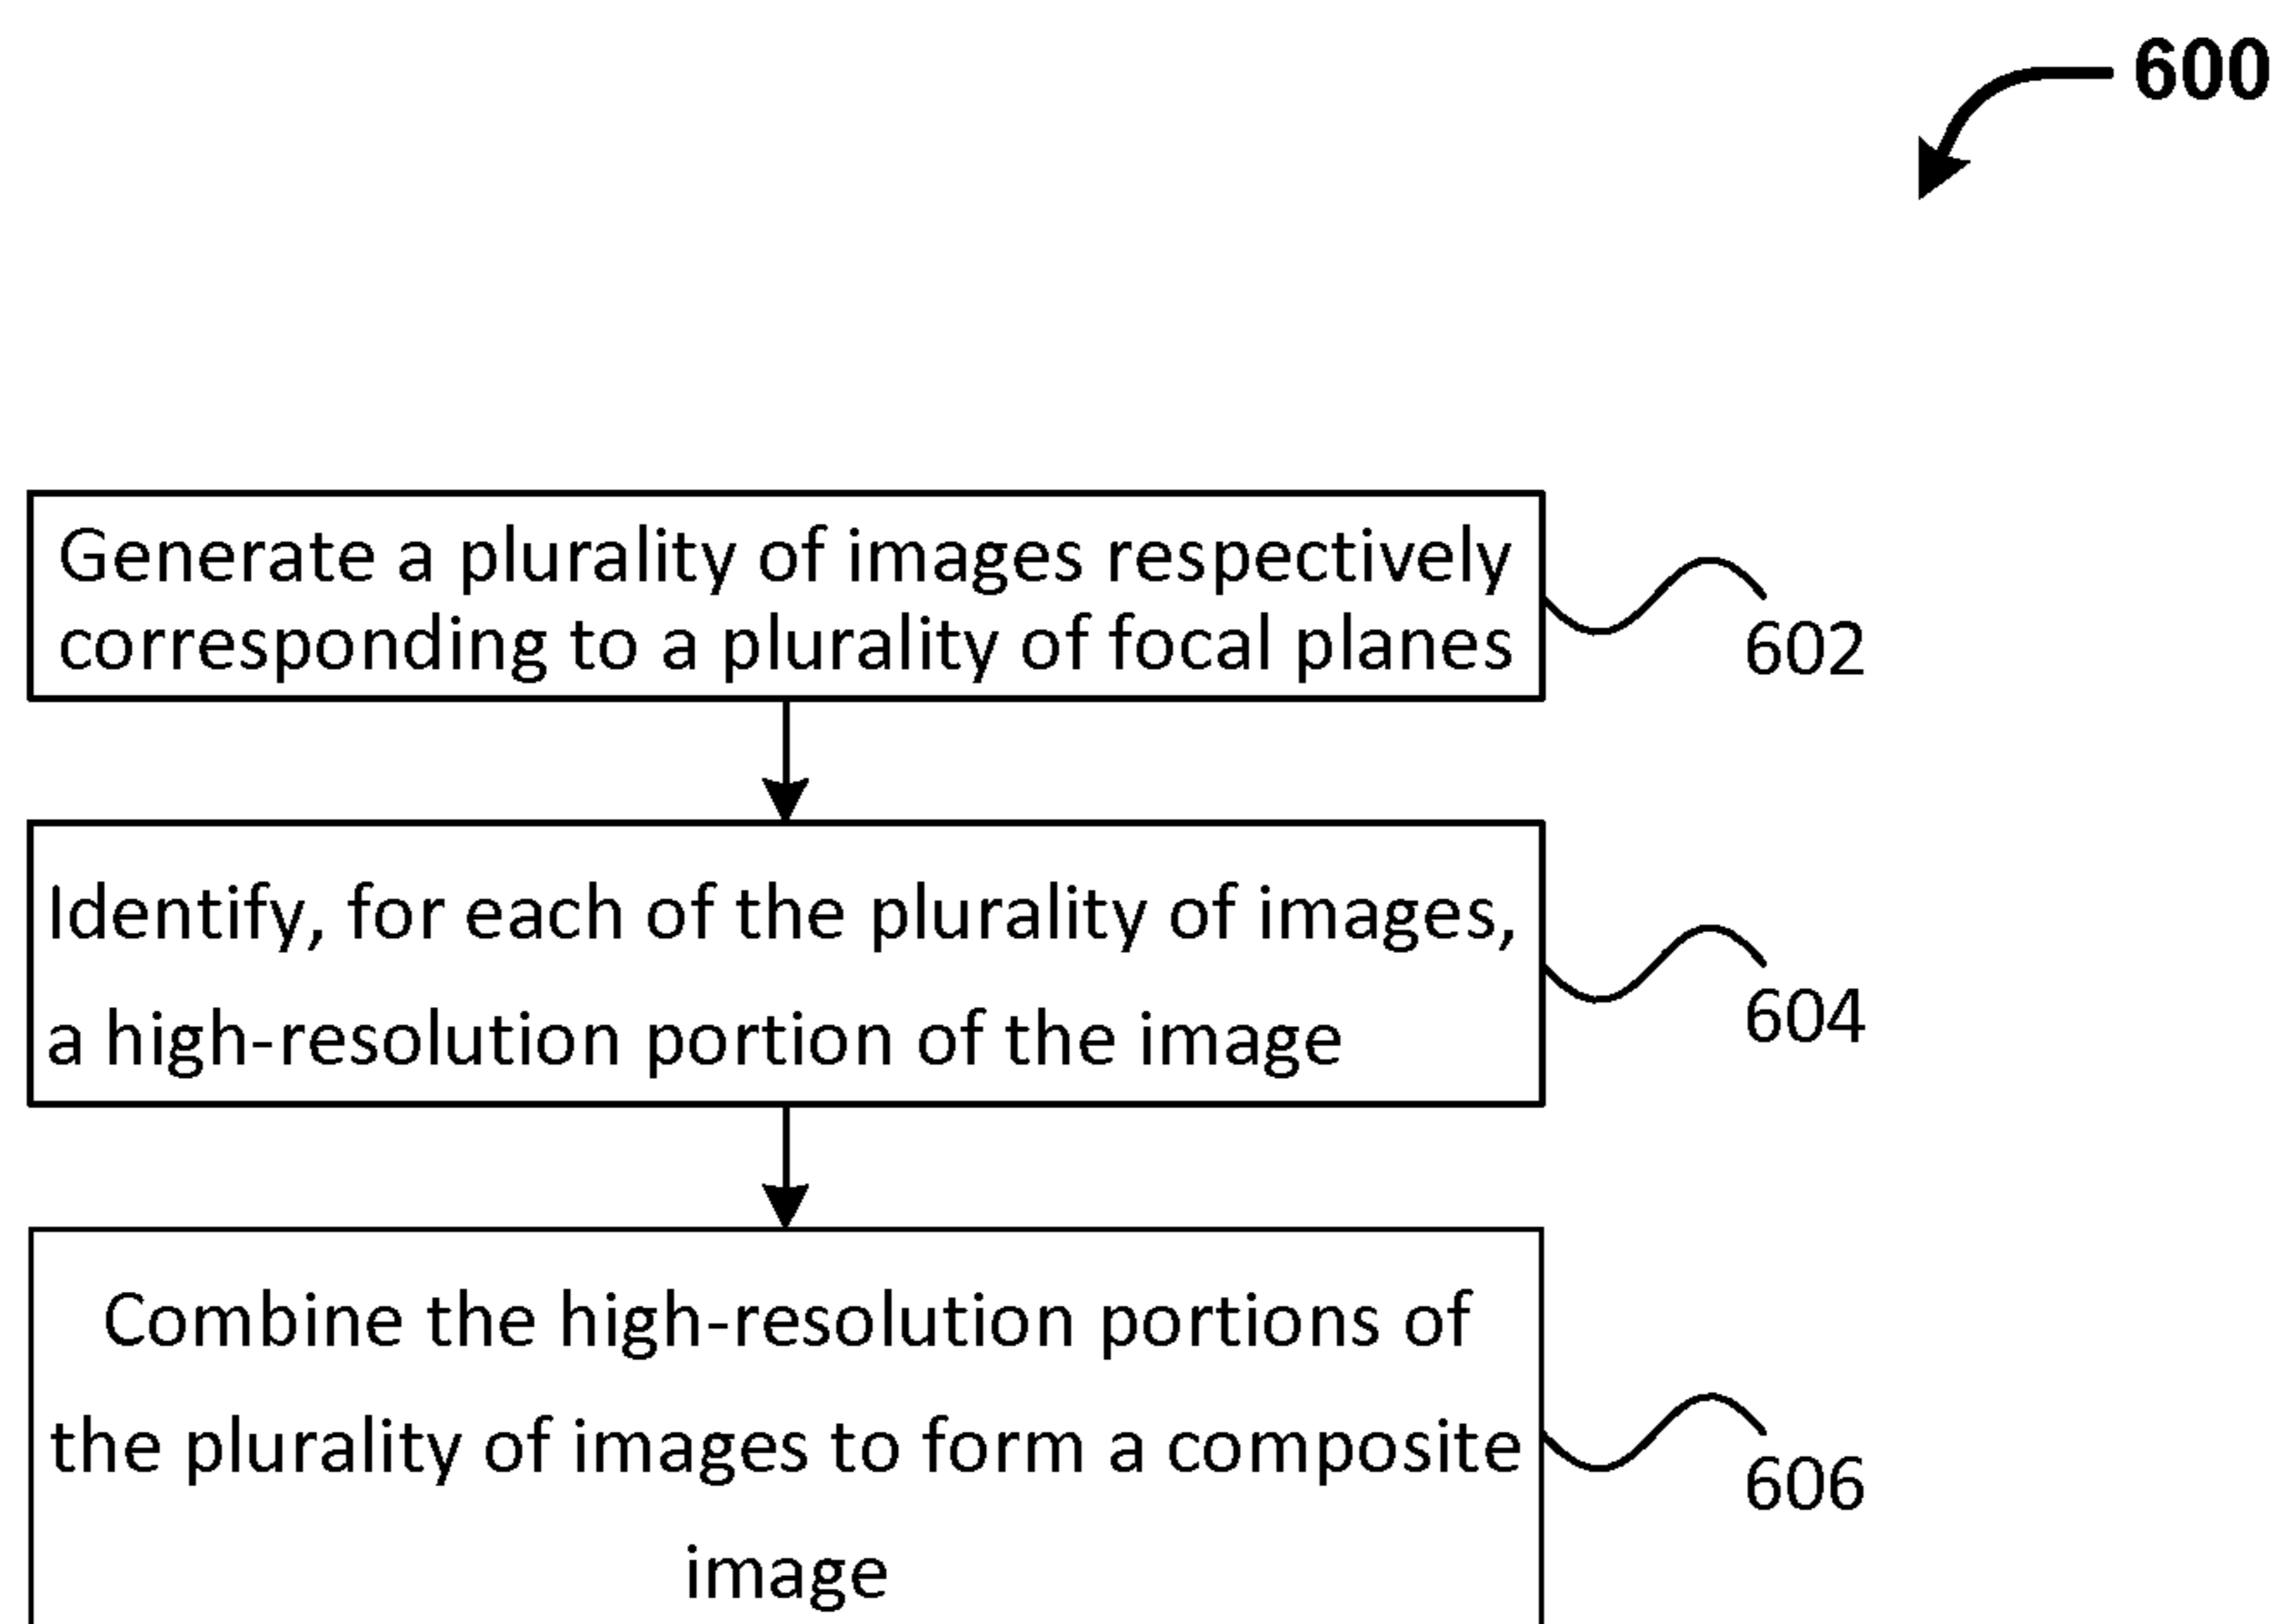 600
Generate a plurality of images respectively
corresponding to a plurality of focal planes
602
Identify, for each of the plurality of images,
a high-resolution portion of the image
604
Combine the high-resolution portions of
the plurality of images to form a composite
image
606